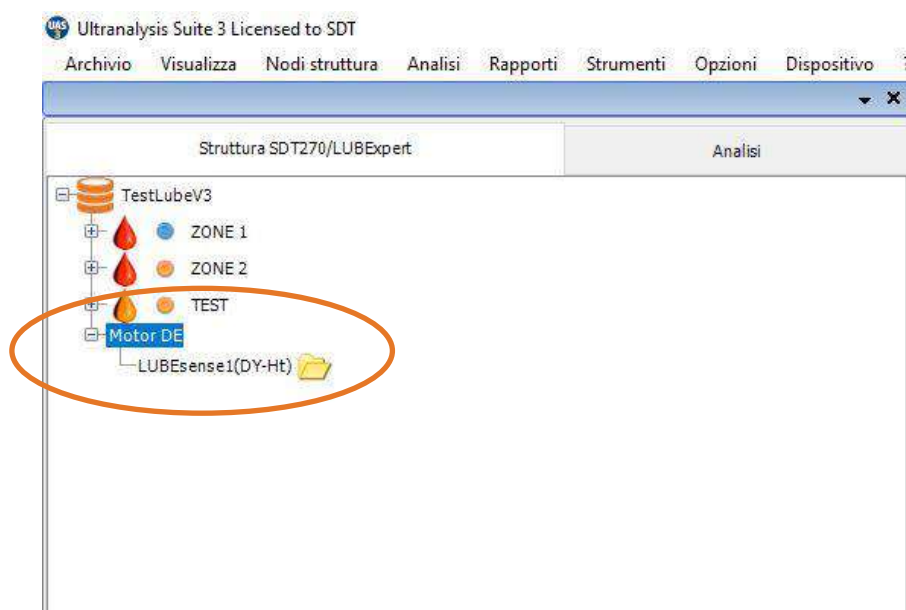 Ultranalysis Suite 3 Licensed to SDT
Archivio Visualizza Nodi struttura Analisi Rapporti Strumenti Opzioni Dispositivo ?
Struttura SDT270/LUBExpert Analisi
TestLubeV3
ZONE 1
ZONE 2
TEST
Motor DE
LUBEsense1(DY-Ht)